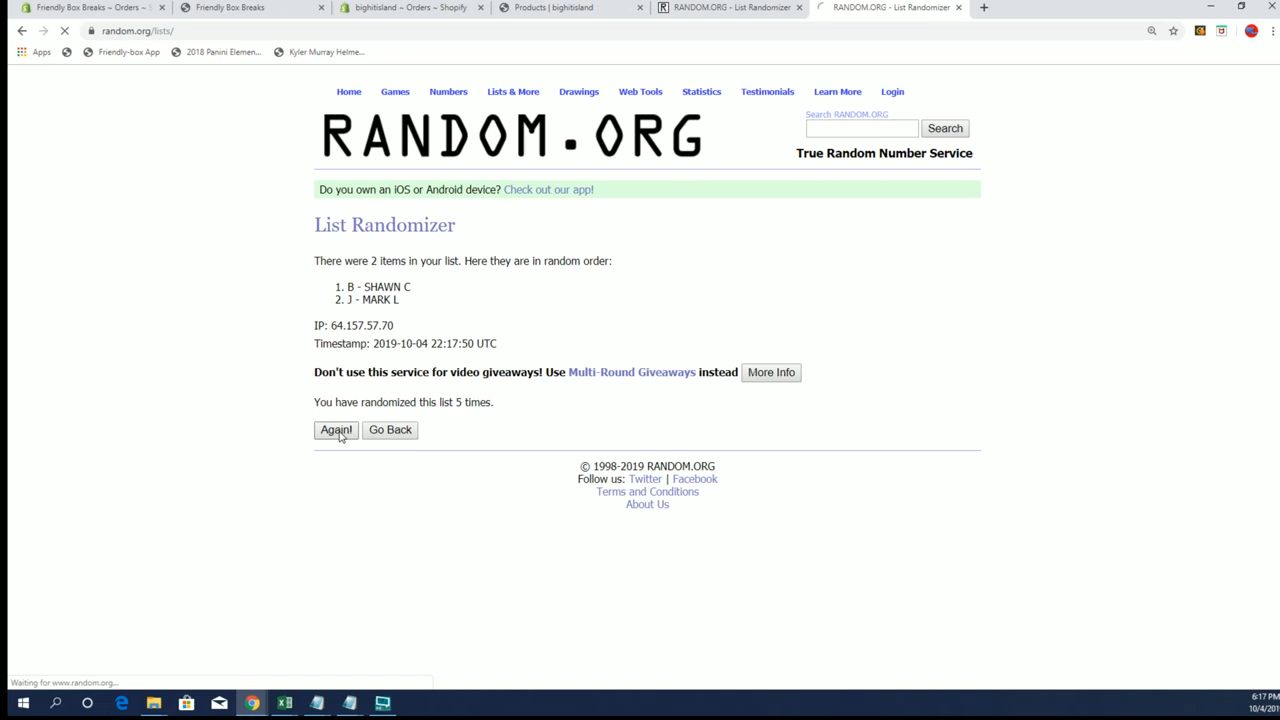 Friendly Box Breaks ~ Orders ~ S
Friendly Box Breaks
bighitisland ~ Orders ~ Shopify
Products | bighitisland
RANDOM.ORG - List Randomizer
RANDOM.ORG - List Randomizer
random.org/lists/
Apps
Friendly-box App
2018 Panini Elemen...
Kyler Murray Helme...
Home
Games
Numbers
Lists & More
Drawings
Web Tools
Statistics
Testimonials
Learn More
Login
RANDOM.ORG
Search RANDOM.ORG
Search
True Random Number Service
Do you own an iOS or Android device? Check out our app!
List Randomizer
There were 2 items in your list. Here they are in random order:
1. B - SHAWN C
2. J - MARK L
IP: 64.157.57.70
Timestamp: 2019-10-04 22:17:50 UTC
Don't use this service for video giveaways! Use Multi-Round Giveaways instead More Info
You have randomized this list 5 times.
Again! Go Back
© 1998-2019 RANDOM.ORG
Follow us: Twitter | Facebook
Terms and Conditions
About Us
Waiting for www.random.org...
6:17 PM
10/4/201